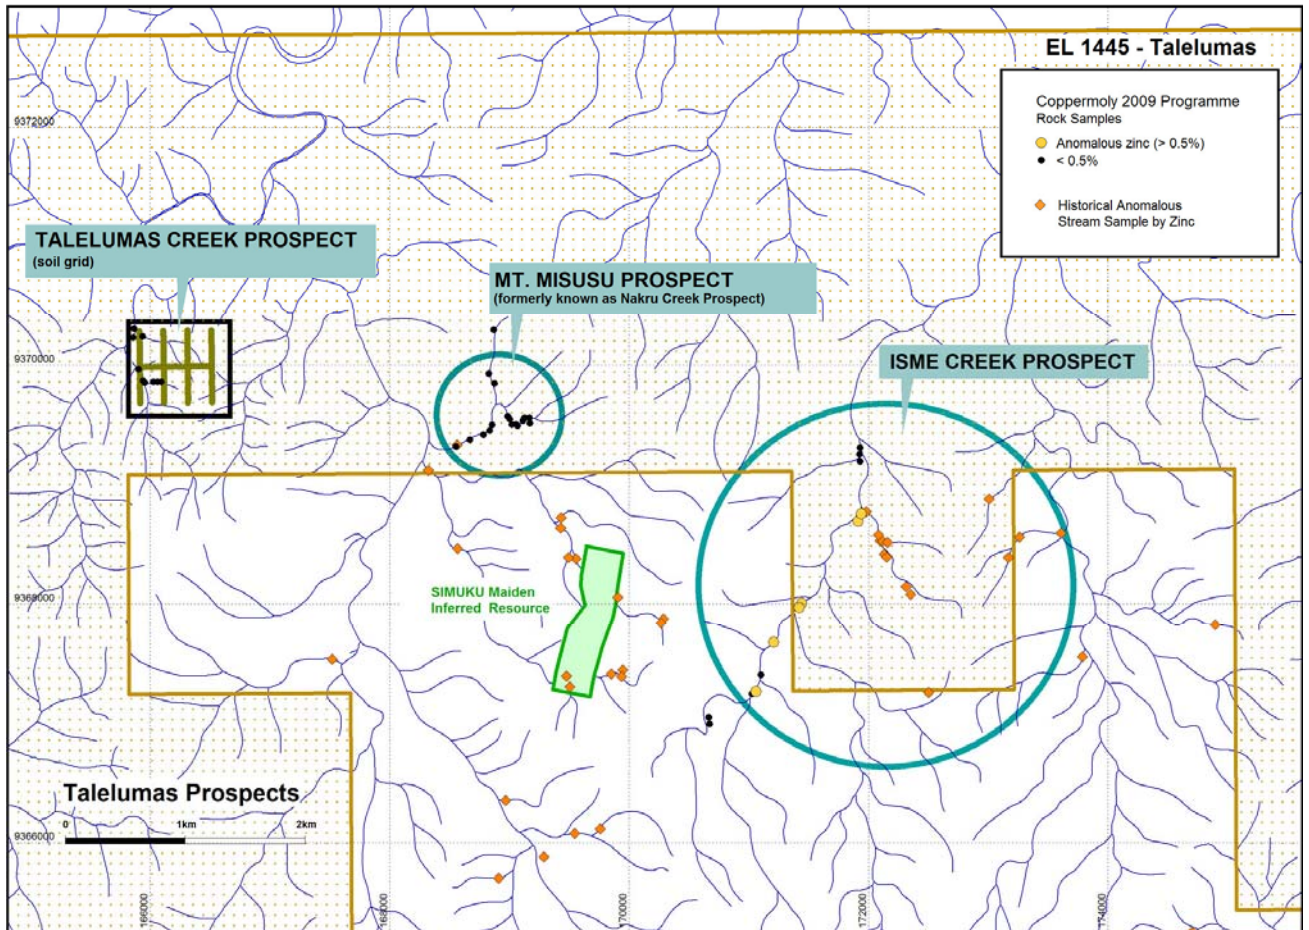 EL 1445 - Talelumas
Coppermoly 2009 Programme
Rock Samples
Anomalous zinc (> 0.5%)
< 0.5%
Historical Anomalous
Stream Sample by Zinc
9372000
TALELUMAS CREEK PROSPECT
(soil grid)
MT. MISUSU PROSPECT
(formerly known as Nakru Creek Prospect)
ISME CREEK PROSPECT
9370000
SIMUKU Maiden
Inferred Resource
9368000
Talelumas Prospects
0 1km 2km
9366000
166000
168000
170000
172000
174000